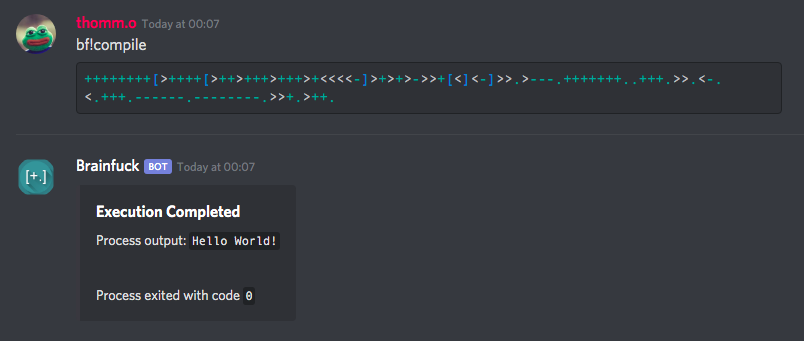 thomm.o Today at 00:07
bf!compile
++++++++[>++++[>++>+++>+++>+<<<<-]>+>+>->>+[<]<-]>>.>---.+++++++..+++.>>.<-.
<.+++.------.--------.>>+.>++.
[+.] Brainfuck BOT Today at 00:07
Execution Completed
Process output: Hello World!
Process exited with code 0